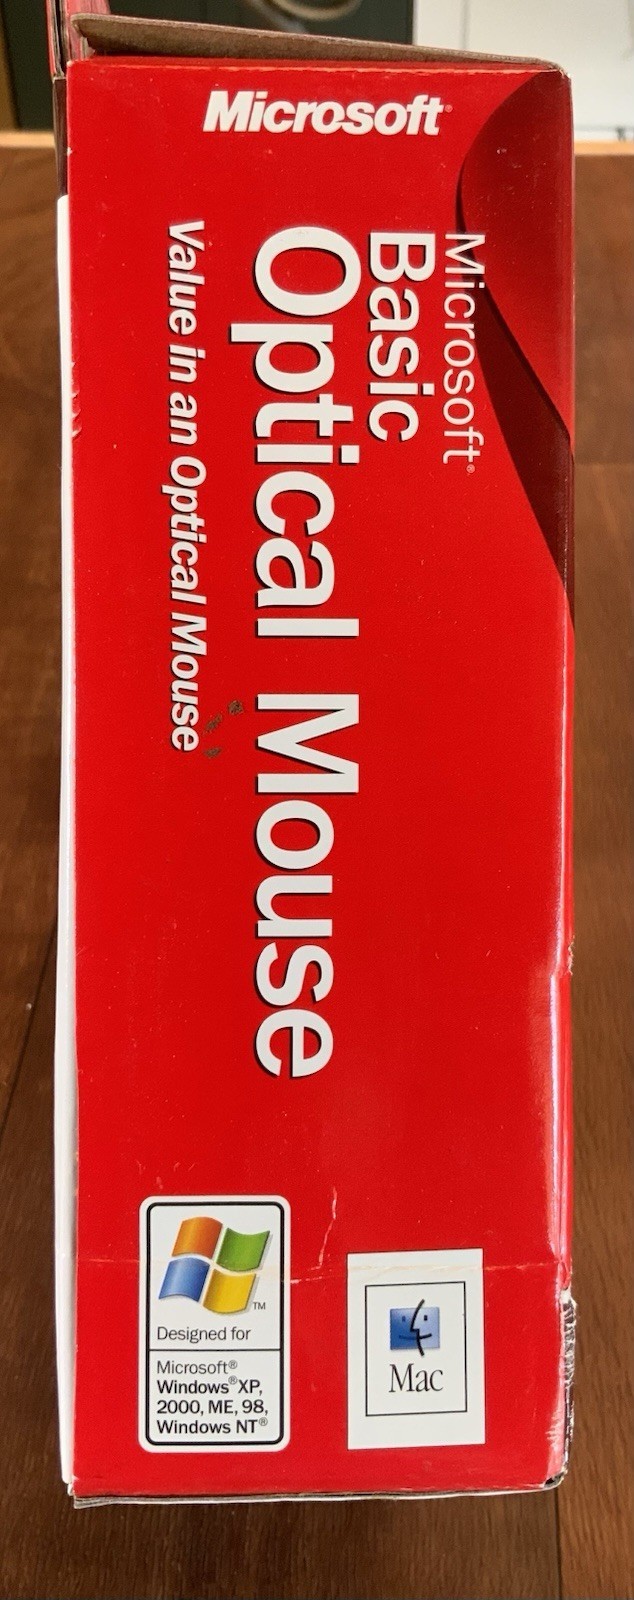 Microsoft®
Microsoft®
Basic
Optical Mouse
Value in an Optical Mouse
TM
Designed for
Microsoft®
Windows® XP,
2000, ME, 98,
Windows NT®
Mac